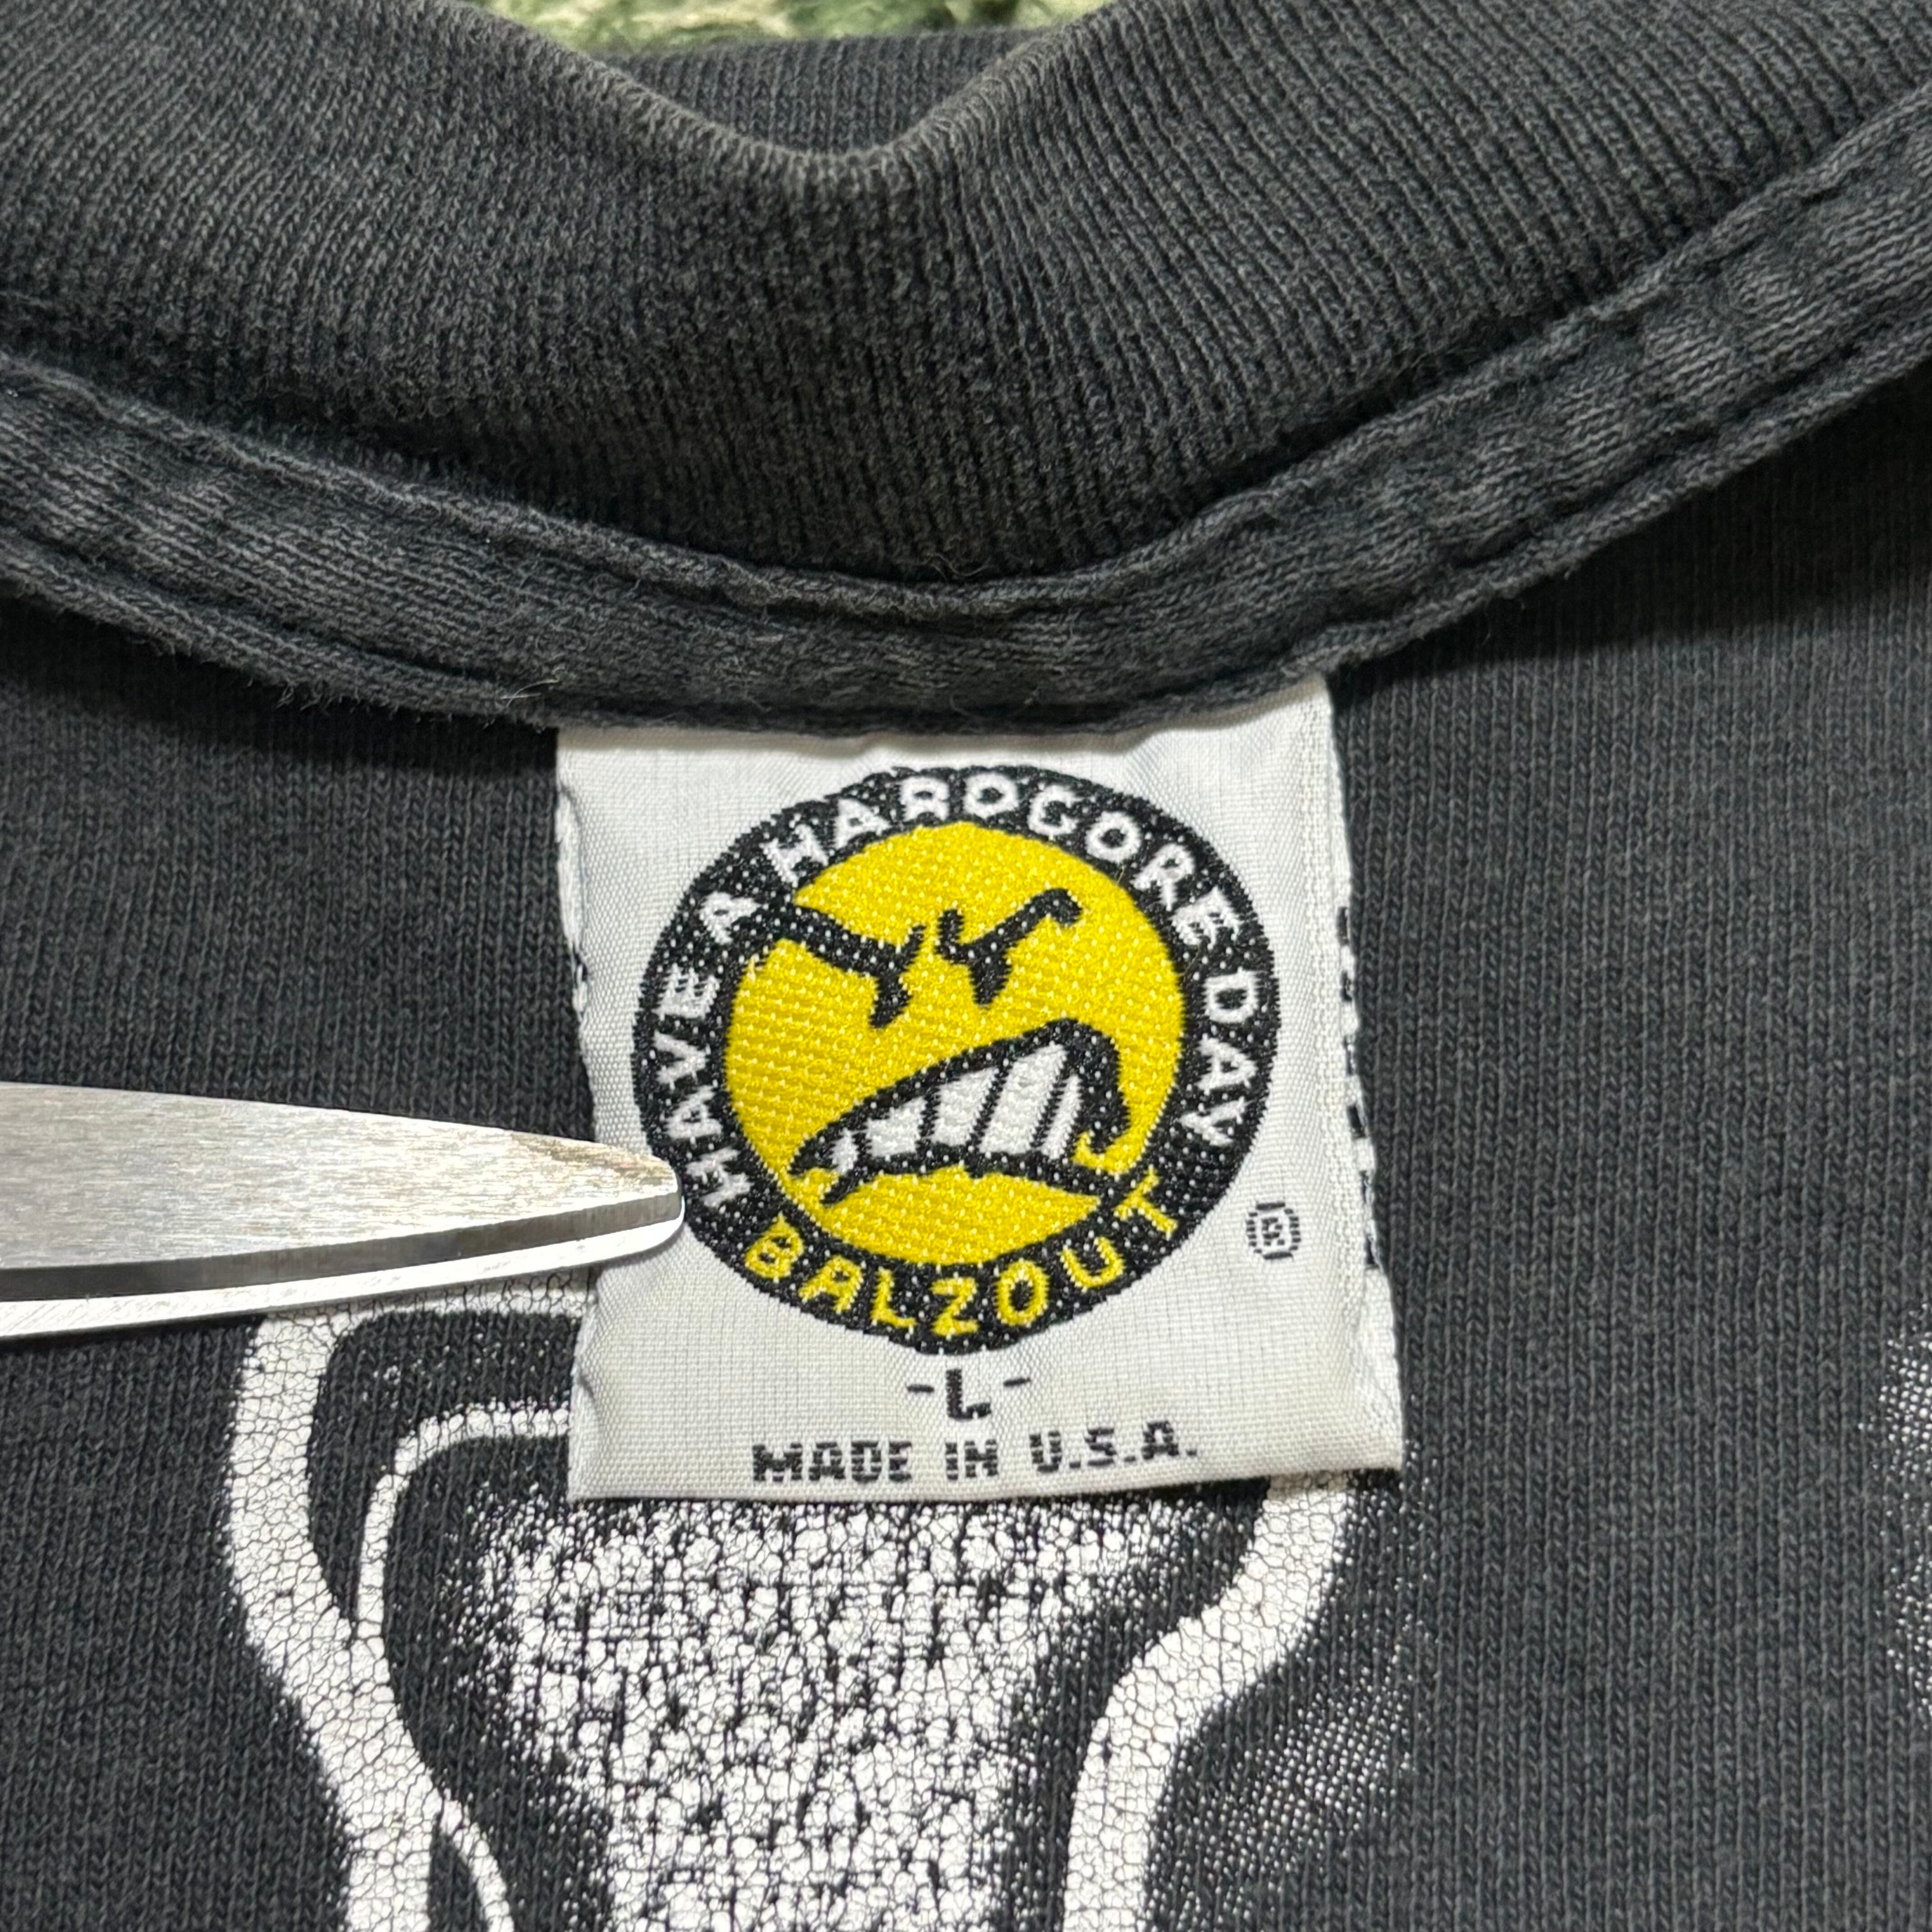 HAVE A HARDCORE DAY
BALZOUT
®
-L-
MADE IN U.S.A.